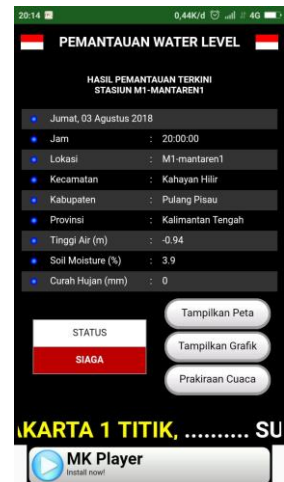 20:14 0,44K/d 4G
PEMANTAUAN WATER LEVEL
HASIL PEMANTAUAN TERKINI
STASIUN M1-MANTAREN1
Jumat, 03 Agustus 2018
Jam : 20:00:00
Lokasi : M1-mantaren1
Kecamatan : Kahayan Hilir
Kabupaten : Pulang Pisau
Provinsi : Kalimantan Tengah
Tinggi Air (m) : -0.94
Soil Moisture (%) : 3.9
Curah Hujan (mm) : 0
Tampilkan Peta
STATUS
Tampilkan Grafik
SIAGA
Prakiraan Cuaca
AKARTA 1 TITIK, .......... SU
MK Player
Install now!